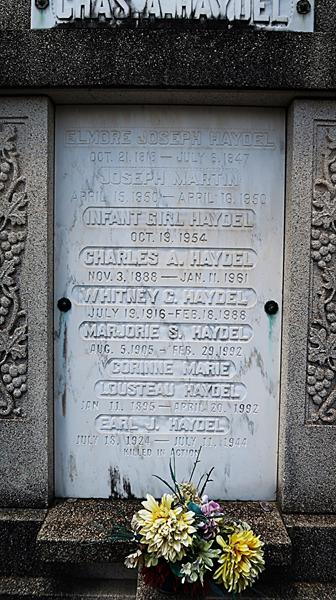 CHAS. A. HAYDEL
ELMORE JOSEPH HAYDEL
OCT. 21, 1916 — JULY 6, 1947
JOSEPH MARTIN
APRIL 15, 1950 — APRIL 19, 1950
INFANT GIRL HAYDEL
OCT. 19, 1954
CHARLES A. HAYDEL
NOV. 3, 1888 — JAN. 11, 1961
WHITNEY C. HAYDEL
JULY 19, 1916 — FEB. 18, 1988
MARJORIE S. HAYDEL
AUG. 5, 1905 — FEB. 29, 1992
CORINNE MARIE
LOUSTEAU HAYDEL
JAN. 11, 1895 — APRIL 20, 1992
EARL J. HAYDEL
JULY 18, 1924 — JULY 11, 1944
KILLED IN ACTION